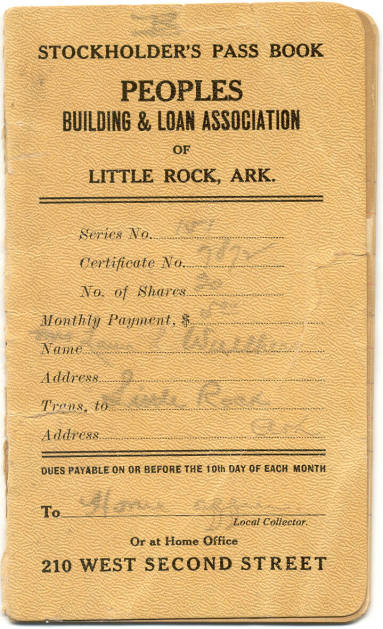 STOCKHOLDER'S PASS BOOK
PEOPLES
BUILDING & LOAN ASSOCIATION
OF
LITTLE ROCK, ARK.
Series No.
Certificate No.
No. of Shares 20
Monthly Payment, $
Name
Address
Trans, to Little Rock
Address Ark
DUES PAYABLE ON OR BEFORE THE 10th DAY OF EACH MONTH
To Home office
Local Collector.
Or at Home Office
210 WEST SECOND STREET